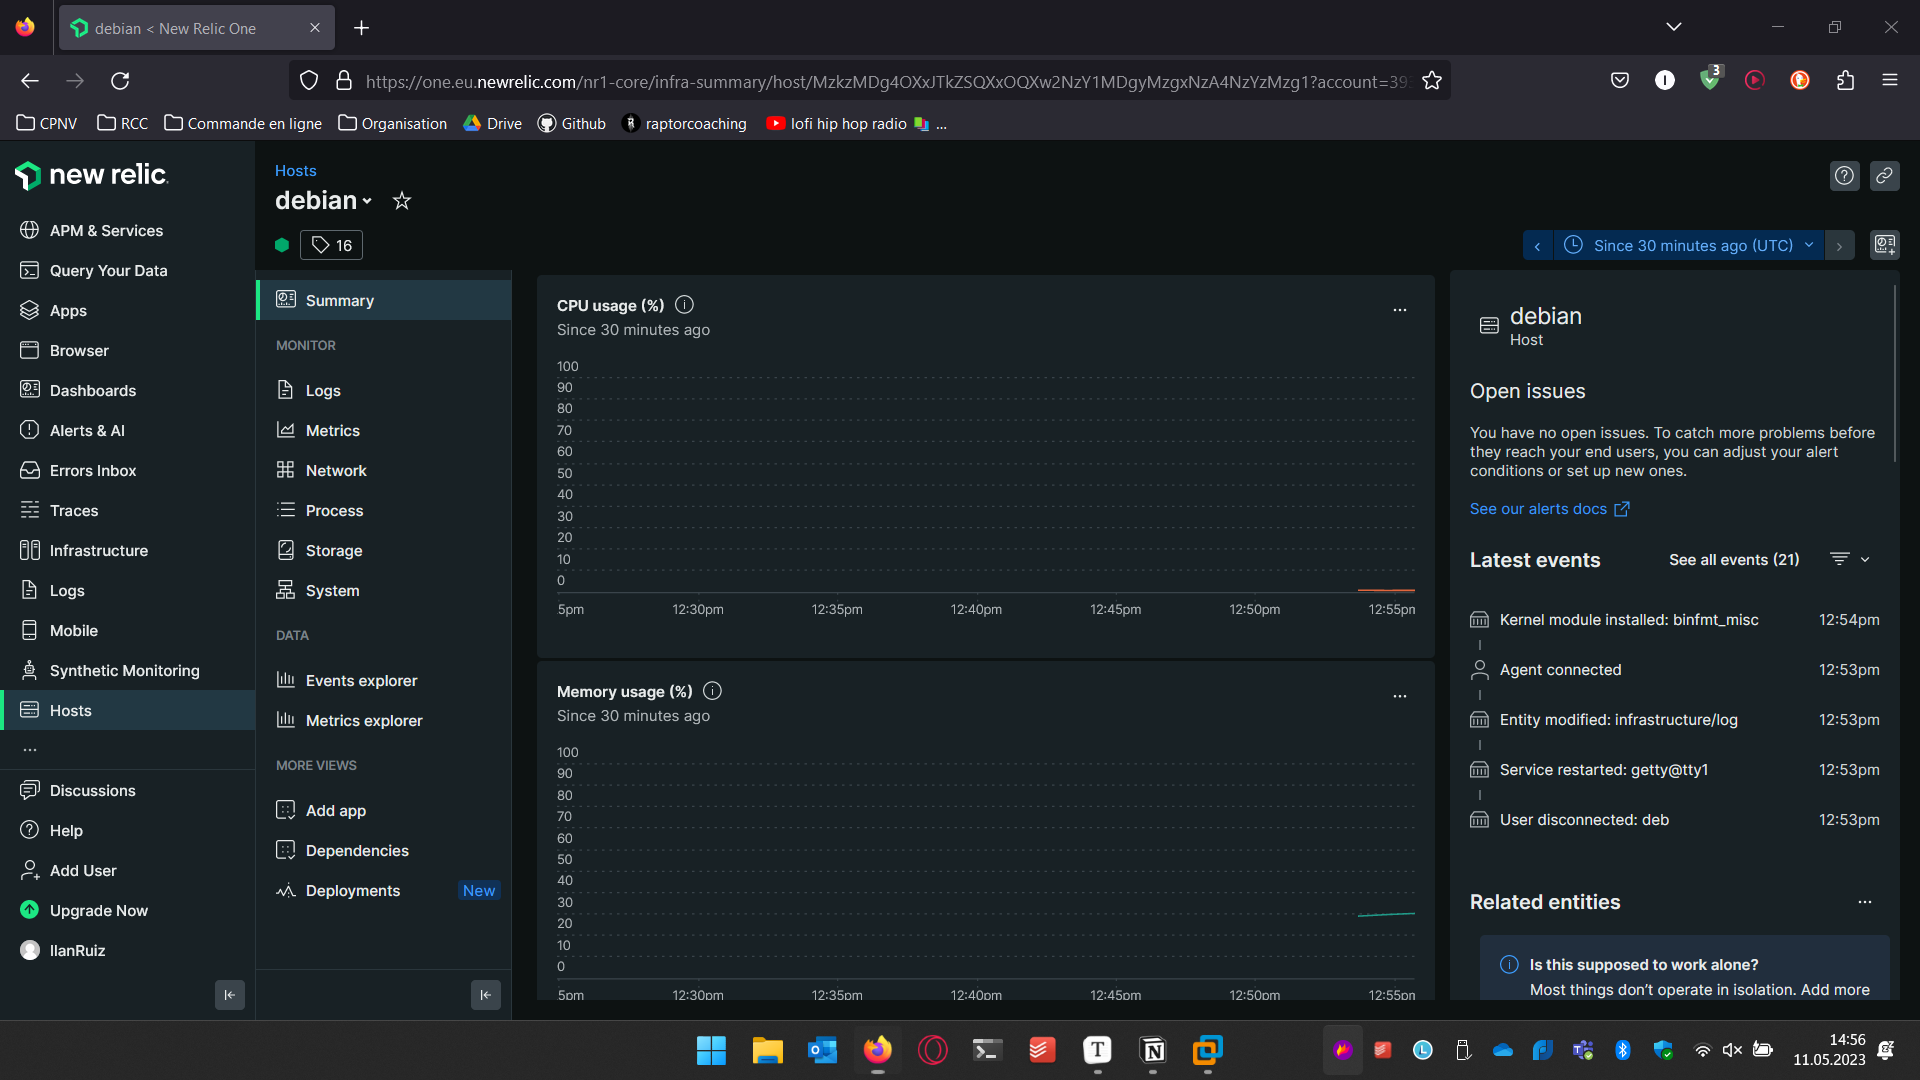 debian < New Relic One
https://one.eu.newrelic.com/nr1-core/infra-summary/host/MzkzMDg4OXxJTkZSQXxOQXw2NzY1MDgyMzgxNzA4NzYzMzg1?account=39
3
CPNV
RCC
Commande en ligne
Organisation
Drive
Github
raptorcoaching
lofi hip hop radio
...
new relic
APM & Services
Query Your Data
Apps
Browser
Dashboards
Alerts & AI
Errors Inbox
Traces
Infrastructure
Logs
Mobile
Synthetic Monitoring
Hosts
...
Discussions
Help
Add User
Upgrade Now
IlanRuiz
Hosts
debian
16
Since 30 minutes ago (UTC)
Summary
MONITOR
Logs
Metrics
Network
Process
Storage
System
DATA
Events explorer
Metrics explorer
MORE VIEWS
Add app
Dependencies
Deployments New
CPU usage (%)
Since 30 minutes ago
100
90
80
70
60
50
40
30
20
10
0
5pm 12:30pm 12:35pm 12:40pm 12:45pm 12:50pm 12:55pm
Memory usage (%)
Since 30 minutes ago
100
90
80
70
60
50
40
30
20
10
0
5pm 12:30pm 12:35pm 12:40pm 12:45pm 12:50pm 12:55pm
debian
Host
Open issues
You have no open issues. To catch more problems before
they reach your end users, you can adjust your alert
conditions or set up new ones.
See our alerts docs
Latest events See all events (21)
Kernel module installed: binfmt_misc 12:54pm
Agent connected 12:53pm
Entity modified: infrastructure/log 12:53pm
Service restarted: getty@tty1 12:53pm
User disconnected: deb 12:53pm
Related entities
Is this supposed to work alone?
Most things don't operate in isolation. Add more
14:56
11.05.2023